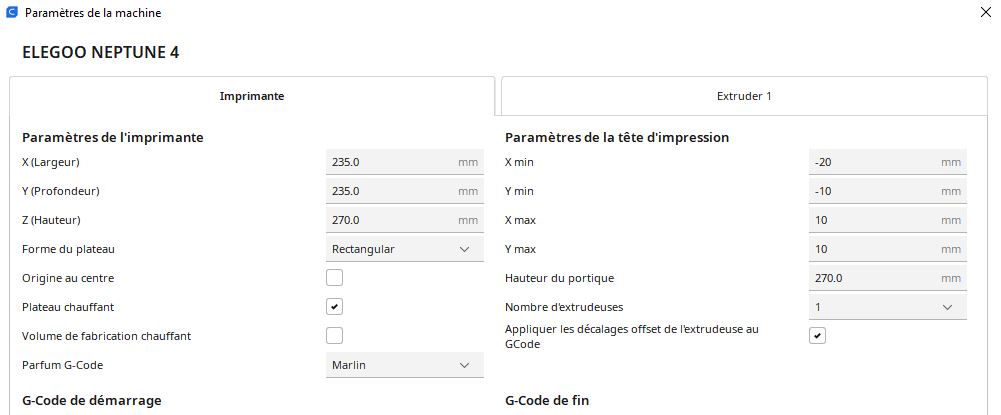 Paramètres de la machine
ELEGOO NEPTUNE 4
Imprimante
Extruder 1
Paramètres de l'imprimante
X (Largeur) 235.0 mm
Y (Profondeur) 235.0 mm
Z (Hauteur) 270.0 mm
Forme du plateau Rectangular
Origine au centre
Plateau chauffant
Volume de fabrication chauffant
Parfum G-Code Marlin
G-Code de démarrage
Paramètres de la tête d'impression
X min -20 mm
Y min -10 mm
X max 10 mm
Y max 10 mm
Hauteur du portique 270.0 mm
Nombre d'extrudeuses 1
Appliquer les décalages offset de l'extrudeuse au
GCode
G-Code de fin